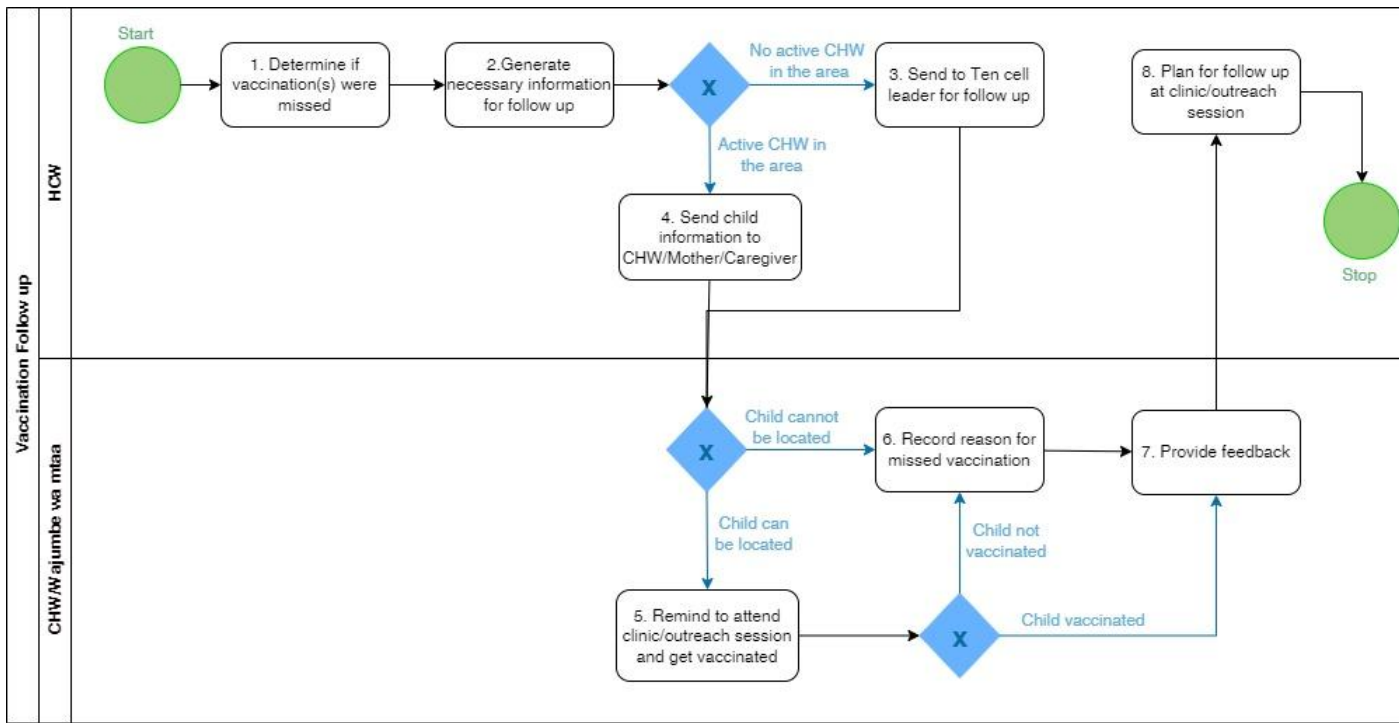 Vaccination Follow up
HCW
Start
1. Determine if
vaccination(s) were
missed
2.Generate
necessary information
for follow up
X
No active CHW
in the area
3. Send to Ten cell
leader for follow up
8. Plan for follow up
at clinic/outreach
session
Active CHW in
the area
4. Send child
information to
CHW/Mother/Caregiver
Stop
CHW/Wajumbe wa mtaa
X
Child cannot
be located
6. Record reason for
missed vaccination
7. Provide feedback
Child can
be located
Child not
vaccinated
5. Remind to attend
clinic/outreach session
and get vaccinated
X
Child vaccinated